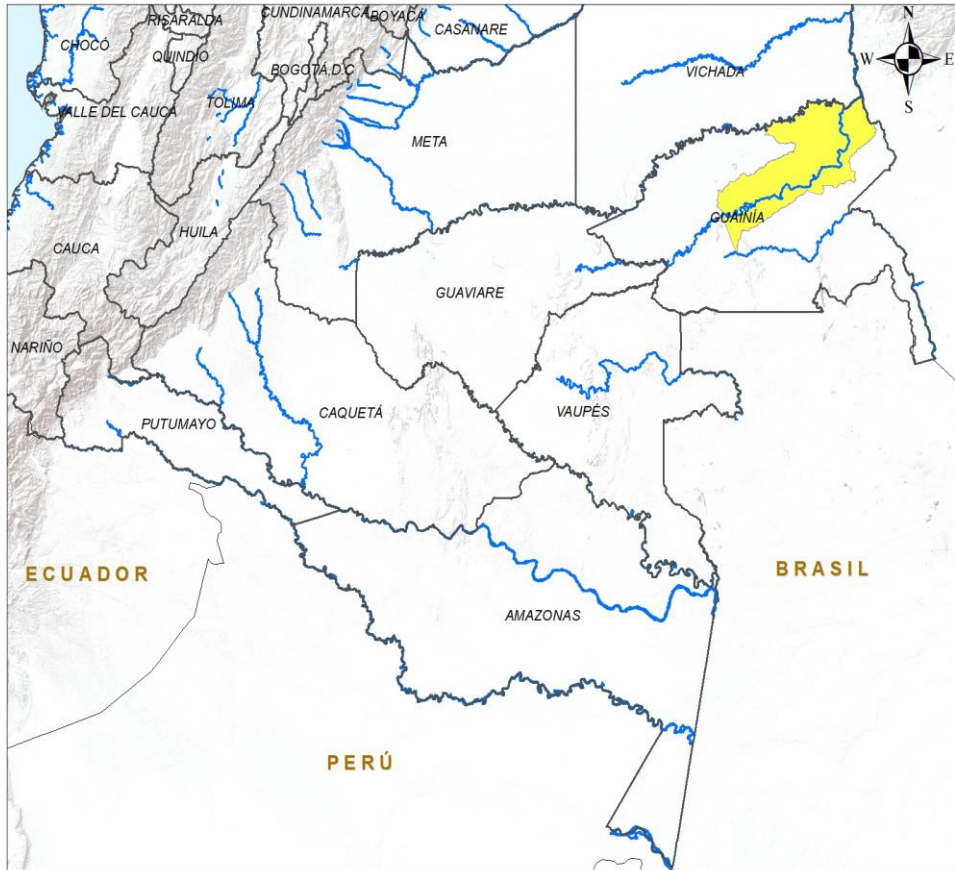 CUNDINAMARCA
BOYACÁ
RISARALDA
CASANARE
N
CHOCÓ
QUINDIO
BOGOTÁ,D.C
VICHADA
W
E
S
VALLE DEL CAUCA
TOLIMA
META
GUAINÍA
CAUCA
HUILA
GUAVIARE
NARIÑO
CAQUETÁ
VAUPÉS
PUTUMAYO
ECUADOR
BRASIL
AMAZONAS
PERÚ